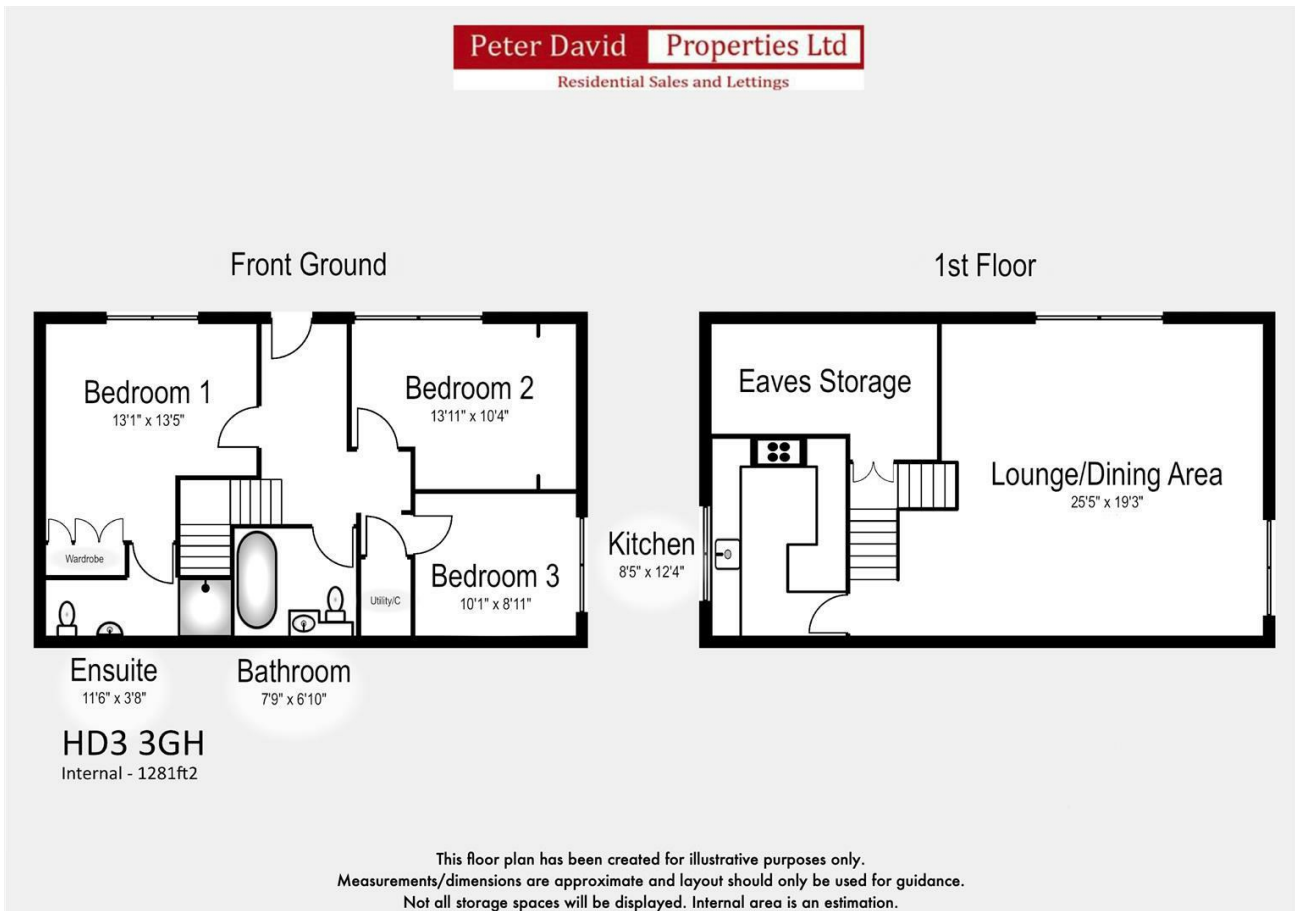 Peter David Properties Ltd
Residential Sales and Lettings
Front Ground
1st Floor
Bedroom 1
13'1" x 13'5"
Bedroom 2
13'11" x 10'4"
Eaves Storage
Lounge/Dining Area
25'5" x 19'3"
Kitchen
8'5" x 12'4"
Wardrobe
Bedroom 3
10'1" x 8'11"
Utility/C
Ensuite
11'6" x 3'8"
Bathroom
7'9" x 6'10"
HD3 3GH
Internal - 1281ft2
This floor plan has been created for illustrative purposes only.
Measurements/dimensions are approximate and layout should only be used for guidance.
Not all storage spaces will be displayed. Internal area is an estimation.